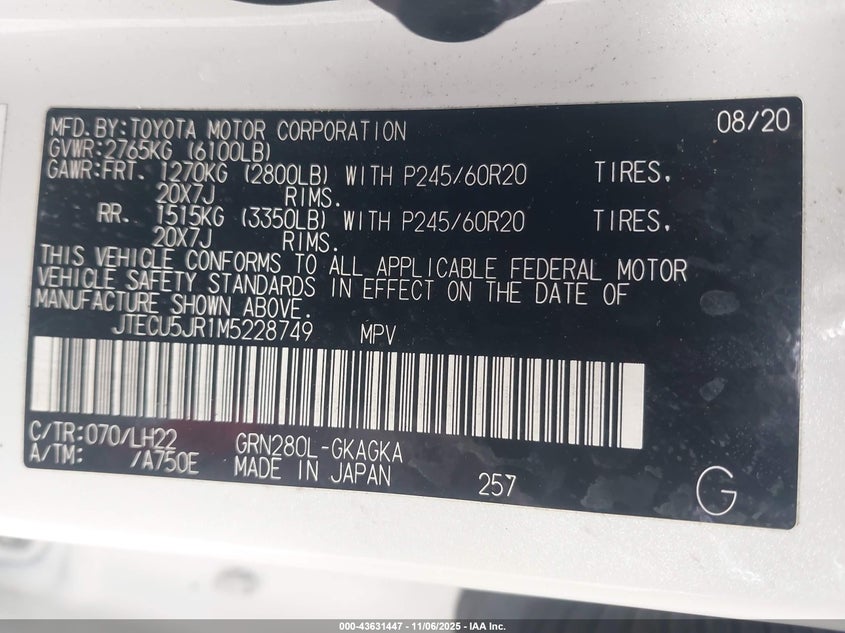 MFD. BY: TOYOTA MOTOR CORPORATION 08/20
GVWR: 2765KG (6100LB)
GAWR: FRT. 1270KG (2800LB) WITH P245/60R20 TIRES,
20X7J RIMS.
RR. 1515KG (3350LB) WITH P245/60R20 TIRES,
20X7J RIMS.
THIS VEHICLE CONFORMS TO ALL APPLICABLE FEDERAL MOTOR
VEHICLE SAFETY STANDARDS IN EFFECT ON THE DATE OF
MANUFACTURE SHOWN ABOVE.
JTECU5JR1M5228749 MPV
C/TR: 070/LH22 GRN280L-GKAGKA
A/TM: /A750E MADE IN JAPAN 257 G
000-43631447 - 11/06/2025 - IAA Inc.